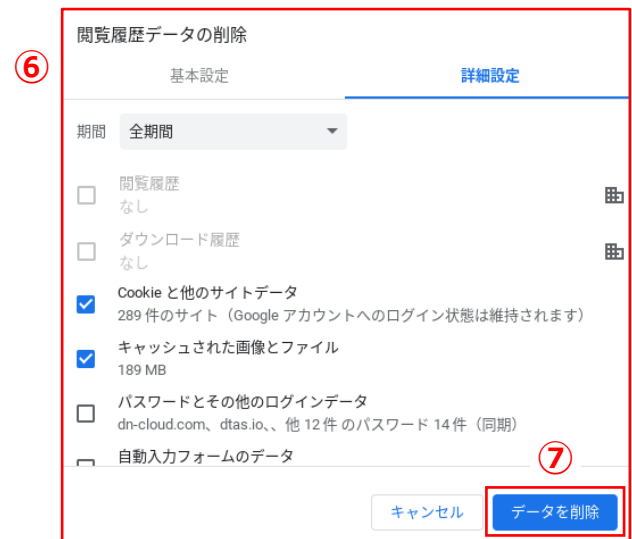 閲覧履歴データの削除
⑥
基本設定 詳細設定
期間 全期間
閲覧履歴
なし
ダウンロード履歴
なし
Cookie と他のサイトデータ
289 件のサイト（Google アカウントへのログイン状態は維持されます）
キャッシュされた画像とファイル
189 MB
パスワードとその他のログインデータ
dn-cloud.com、dtas.io、、他 12 件 のパスワード 14 件（同期）
自動入力フォームのデータ
⑦
キャンセル データを削除